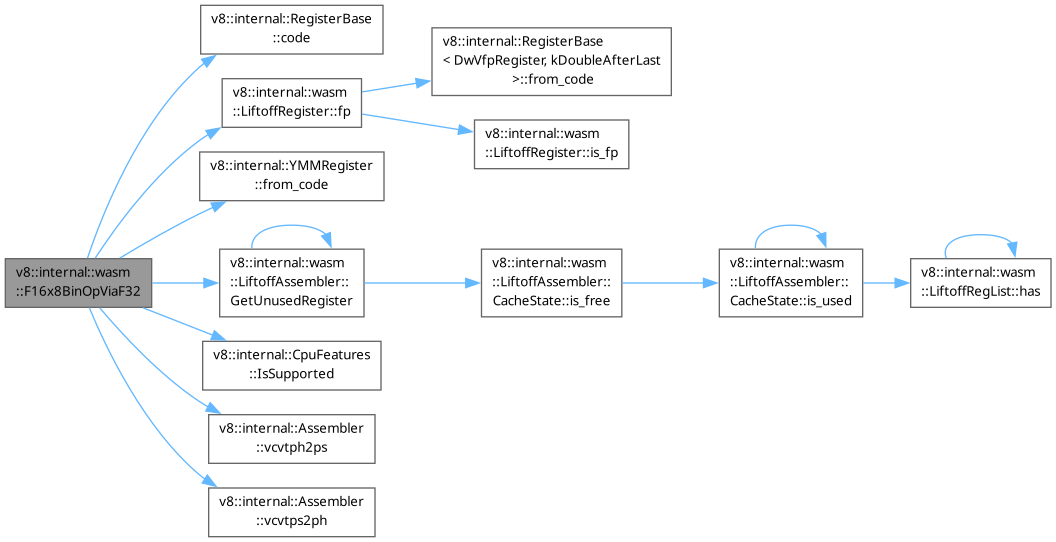 v8::internal::RegisterBase
::code
v8::internal::RegisterBase
< DwVfpRegister, kDoubleAfterLast
>::from_code
v8::internal::wasm
::LiftoffRegister::fp
v8::internal::wasm
::LiftoffRegister::is_fp
v8::internal::YMMRegister
::from_code
v8::internal::wasm
::F16x8BinOpViaF32
v8::internal::wasm
::LiftoffAssembler::
GetUnusedRegister
v8::internal::wasm
::LiftoffAssembler::
CacheState::is_free
v8::internal::wasm
::LiftoffAssembler::
CacheState::is_used
v8::internal::wasm
::LiftoffRegList::has
v8::internal::CpuFeatures
::IsSupported
v8::internal::Assembler
::vcvtph2ps
v8::internal::Assembler
::vcvtps2ph